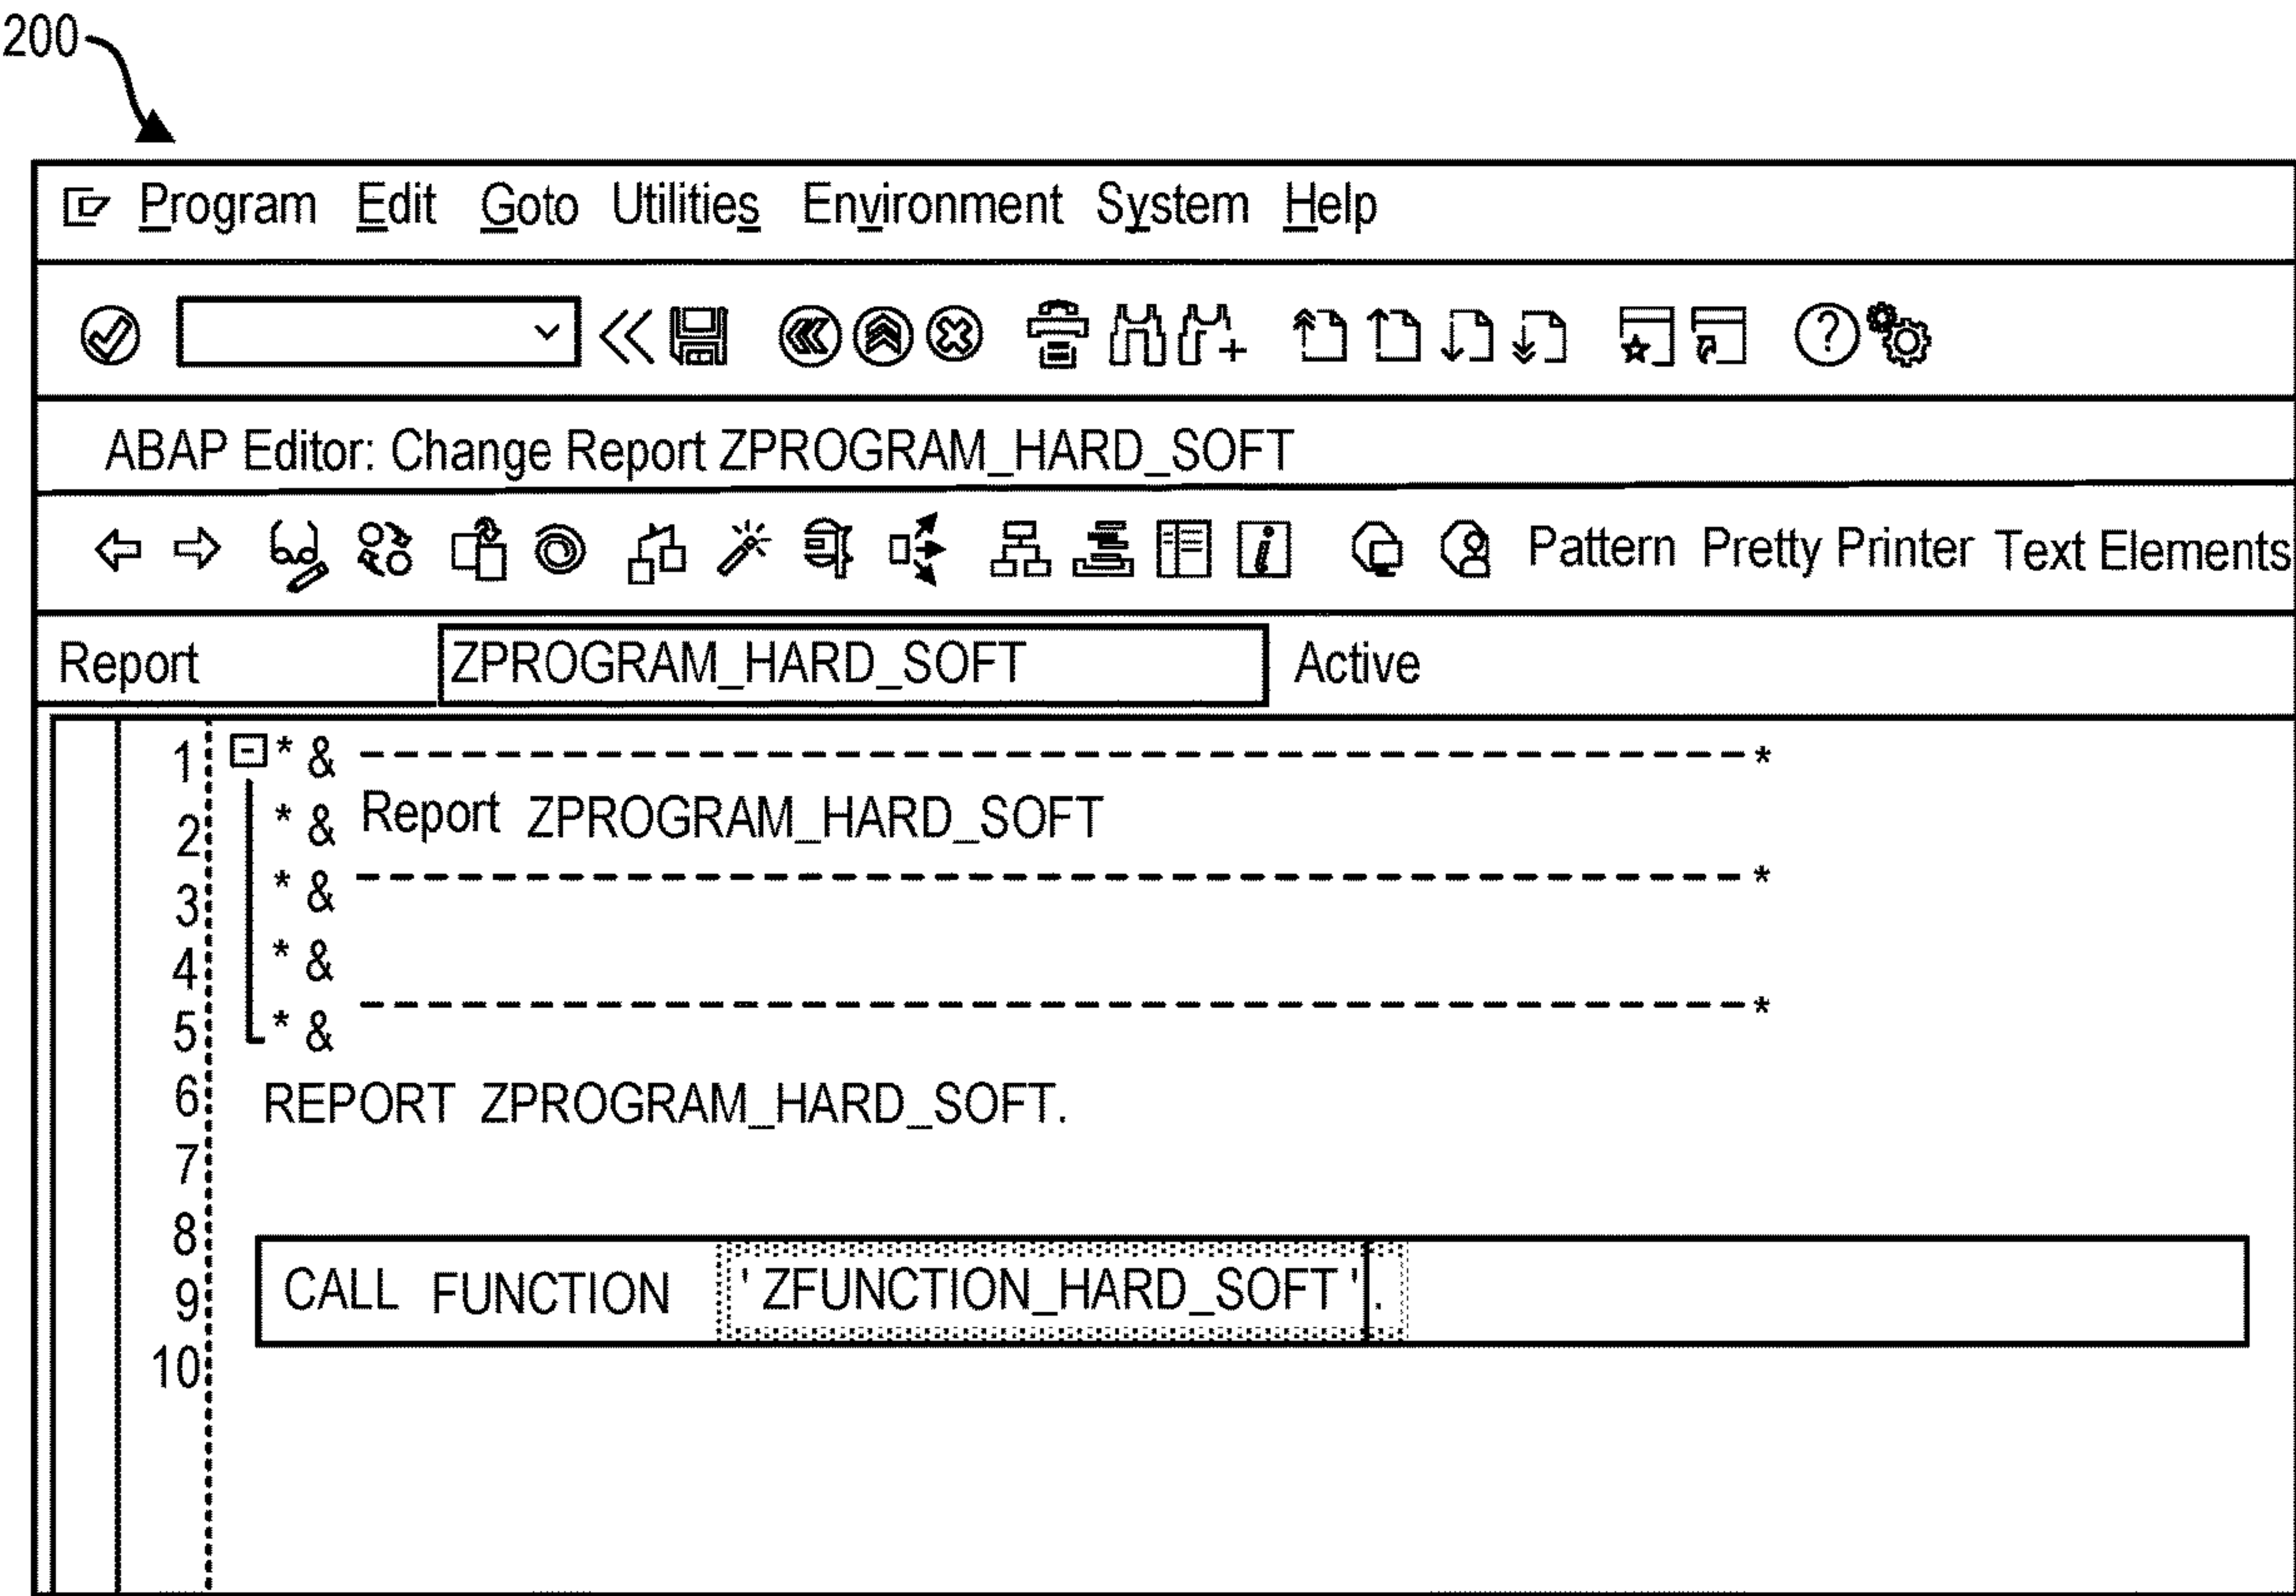 200
Program Edit Goto Utilities Environment System Help
ABAP Editor: Change Report ZPROGRAM_HARD_SOFT
Pattern Pretty Printer Text Elements
Report ZPROGRAM_HARD_SOFT Active
1 * & - - - - - - - - - - - - - - - - - - - - - - - - - - - - - - - - - - - - - - - - - *
2 * & Report ZPROGRAM_HARD_SOFT
3 * & - - - - - - - - - - - - - - - - - - - - - - - - - - - - - - - - - - - - - - - - - *
4 * &
5 * & - - - - - - - - - - - - - - - - - - - - - - - - - - - - - - - - - - - - - - - - - *
6 REPORT ZPROGRAM_HARD_SOFT.
7
8
9 CALL FUNCTION 'ZFUNCTION_HARD_SOFT'.
10